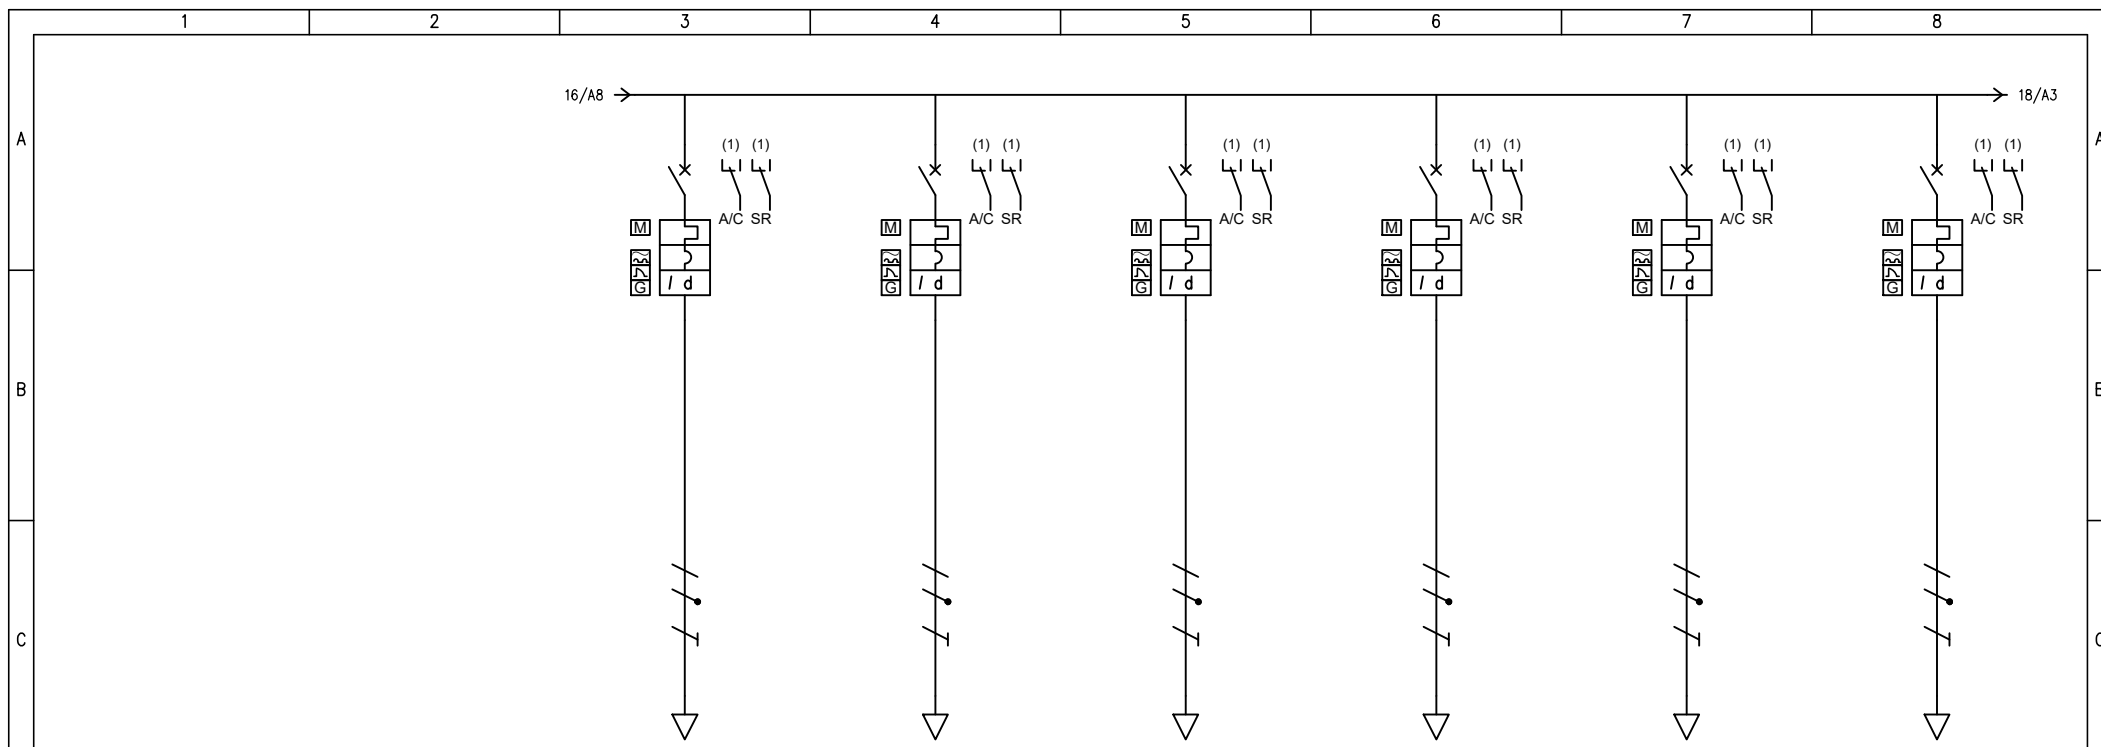 1 2 3 4 5 6 7 8
16/A8 18/A3
A A
(1) (1) (1) (1) (1) (1) (1) (1) (1) (1) (1) (1)
A/C SR A/C SR A/C SR A/C SR A/C SR A/C SR
M M M M M M
G I d G I d G I d G I d G I d G I d
B B
C C